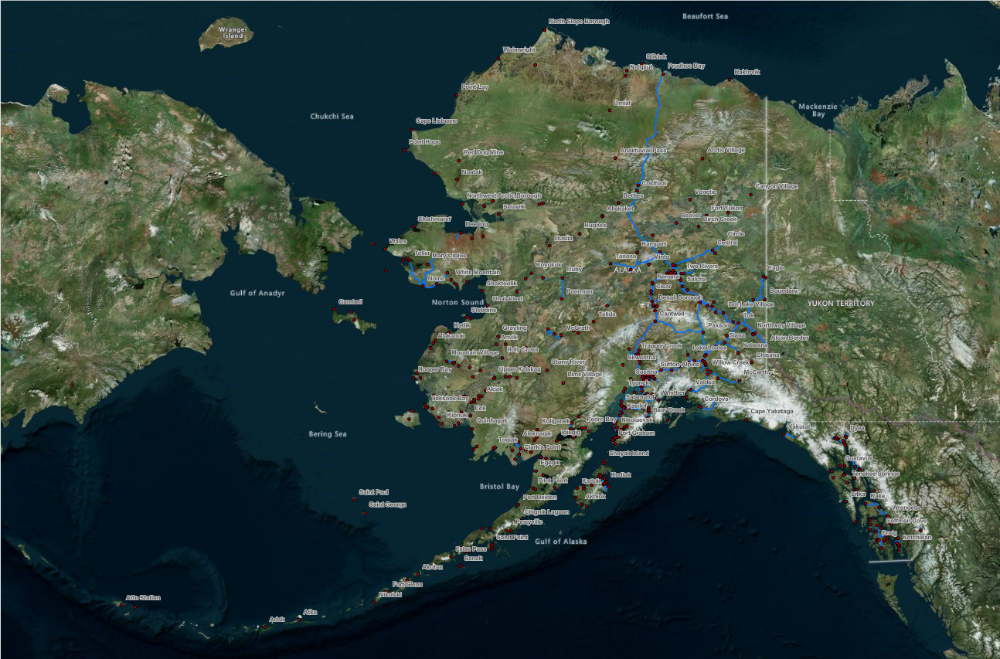 North Slope Borough
Beaufort Sea
Wrangel
Island
Wainwright
Oliktok
Nuiqsut
Prudhoe Bay
Kaktovik
Point Lay
Umiat
Mackenzie
Bay
Chukchi Sea
Cape Lisburne
Point Hope
Anaktuvuk Pass
Arctic Village
Red Dog Mine
Noatak
Coldfoot
Canyon Village
Northwest Arctic Borough
Bettles
Venetie
Selawik
Allakaket
Fort Yukon
Beaver
Birch Creek
Shishmaref
Deering
Hughes
Circle
Huslia
Central
Wales
Rampart
Teller
Mary's Igloo
Tanana
Minto
ALASKA
Two Rivers
Koyukuk
Ruby
Eagle
Nome
White Mountain
Nenana
Salcha
Shaktoolik
Clear
Gulf of Anadyr
Poorman
Boundary
Unalakleet
Denali Borough
Norton Sound
Dot Lake Village
YUKON TERRITORY
Gambell
Stebbins
Telida
Cantwell
Tok
Kotlik
Grayling
McGrath
Paxson
Northway Village
Alakanuk
Anvik
Slana
Alcan Border
Trapper Creek
Lake Louise
Nabesna
Mountain Village
Holy Cross
Skwentna
Chisana
Stony River
Sutton Alpine
Willow Creek
Hooper Bay
Upper Kalskag
Lime Village
Susitna
McCarthy
Tyonek
Valdez
Akiak
Whittier
Toksook Bay
Salamatof
Cordova
Eek
Kasilof
Bear Creek
Cape Yakataga
Kipnuk
Quinhagak
Koliganek
Pedro Bay
Nikolaevsk
Yakutat
Dyea
Bering Sea
Aleknagik
Igiugig
Port Graham
Togiak
Clark's Point
Shuyak Island
Gustavus
Egegik
Tenakee Springs
Pilot Point
Karluk
Kodiak
Bristol Bay
Saint Paul
Port Heiden
Akhiok
Sitka
Kake
Saint George
Chignik Lagoon
Wrangell
Perryville
Coffman Cove
Sand Point
Craig
Ketchikan
Gulf of Alaska
False Pass
Sanak
Akutan
Fort Glenn
Nikolski
Attu Station
Atka
Adak